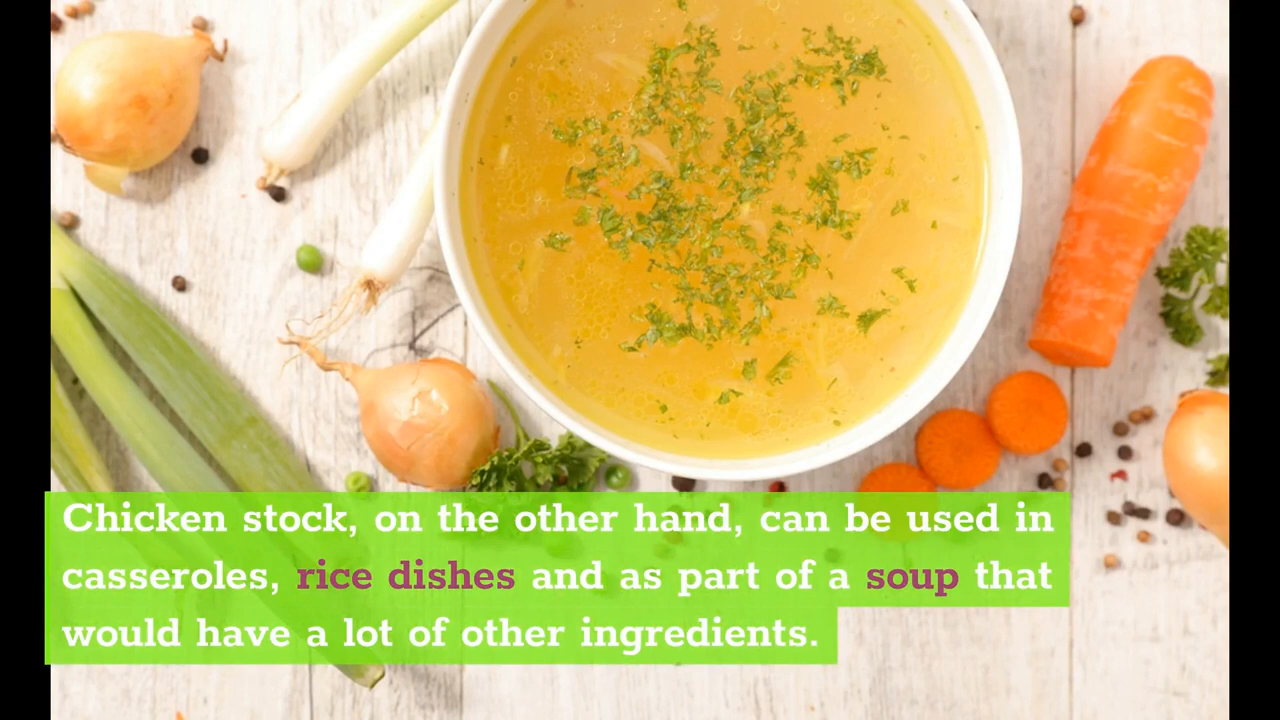 Chicken stock, on the other hand, can be used in
casseroles, rice dishes and as part of a soup that
would have a lot of other ingredients.